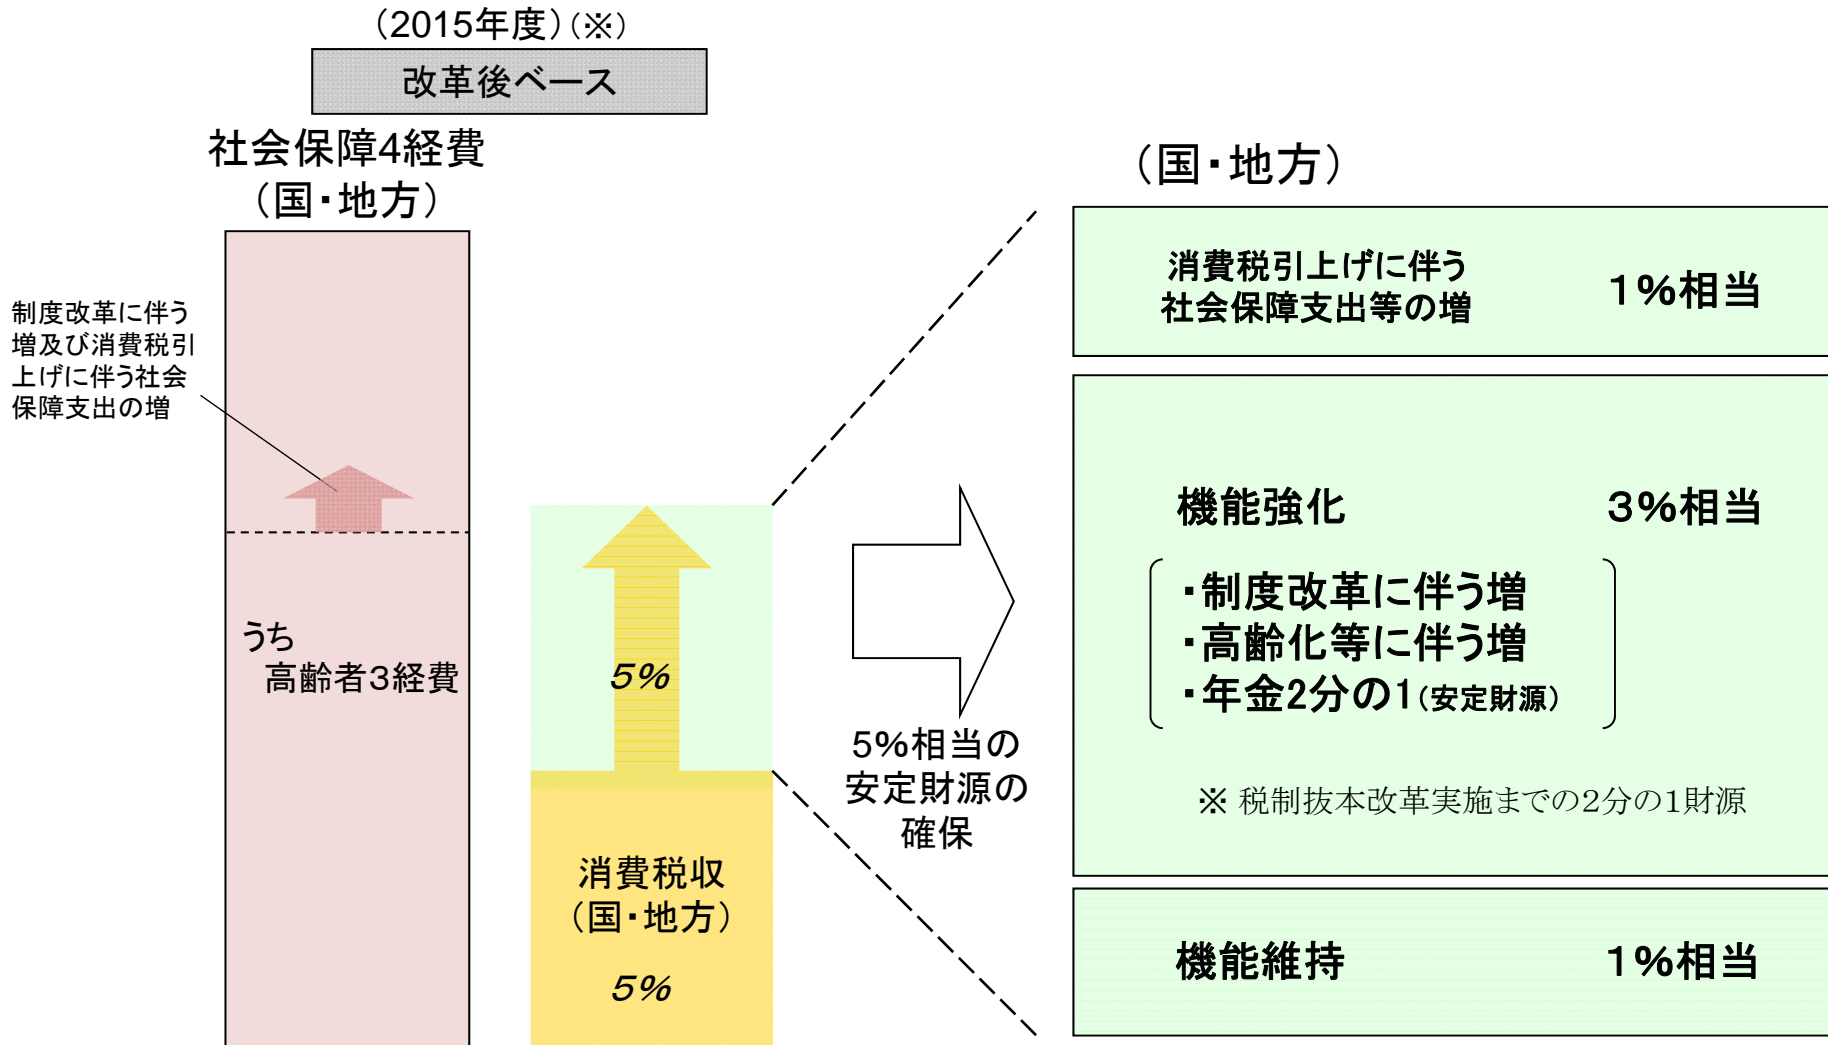 （2015年度）（※）
改革後ベース
社会保障4経費
（国・地方）
制度改革に伴う
増及び消費税引
上げに伴う社会
保障支出の増
うち
高齢者3経費
5%
消費税収
（国・地方）
5%
5%相当の
安定財源の
確保
（国・地方）
消費税引上げに伴う
社会保障支出等の増
1%相当
機能強化 3%相当
・制度改革に伴う増
・高齢化等に伴う増
・年金2分の1（安定財源）
※ 税制抜本改革実施までの2分の1財源
機能維持 1%相当